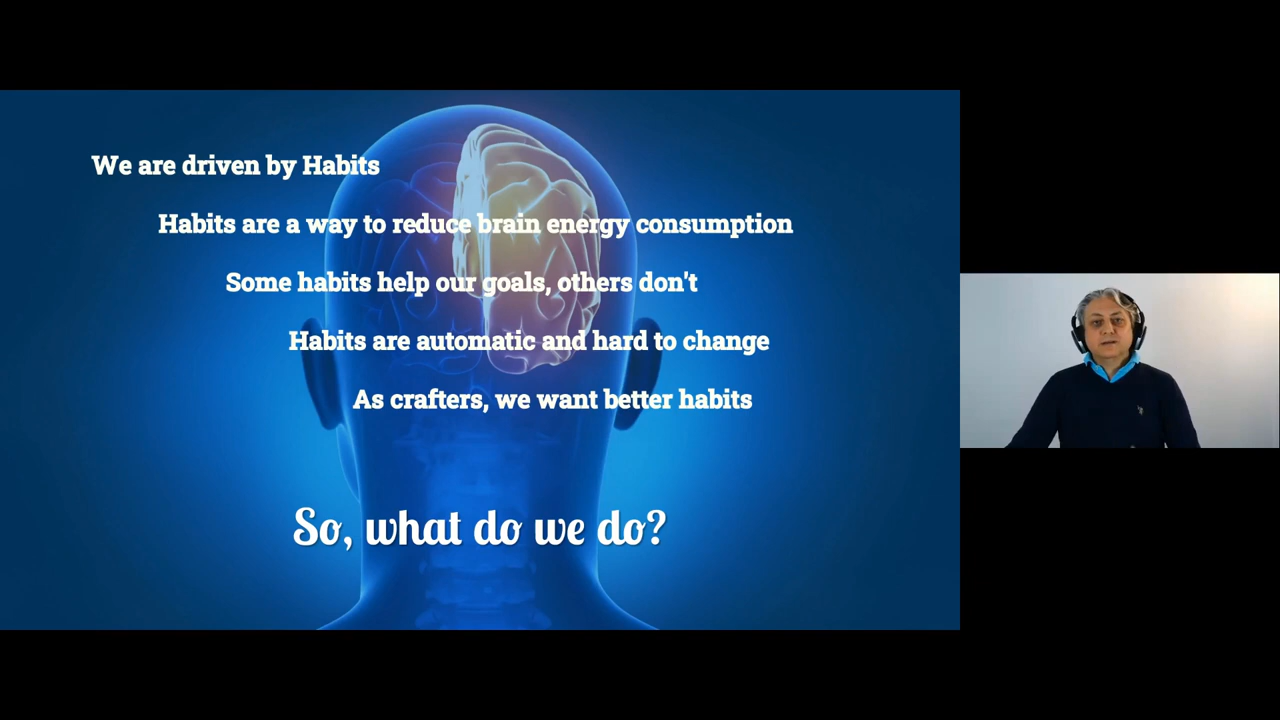 We are driven by Habits
Habits are a way to reduce brain energy consumption
Some habits help our goals, others don't
Habits are automatic and hard to change
As crafters, we want better habits
So, what do we do?